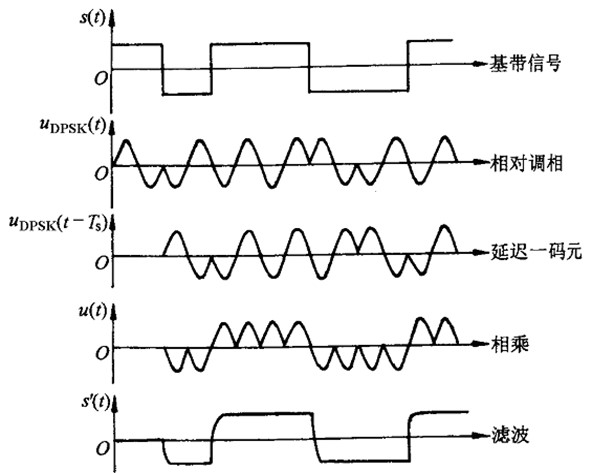 s(t)
O
基带信号
uDPSK(t)
O
相对调相
uDPSK(t−Ts)
O
延迟一码元
u(t)
O
相乘
s′(t)
O
滤波